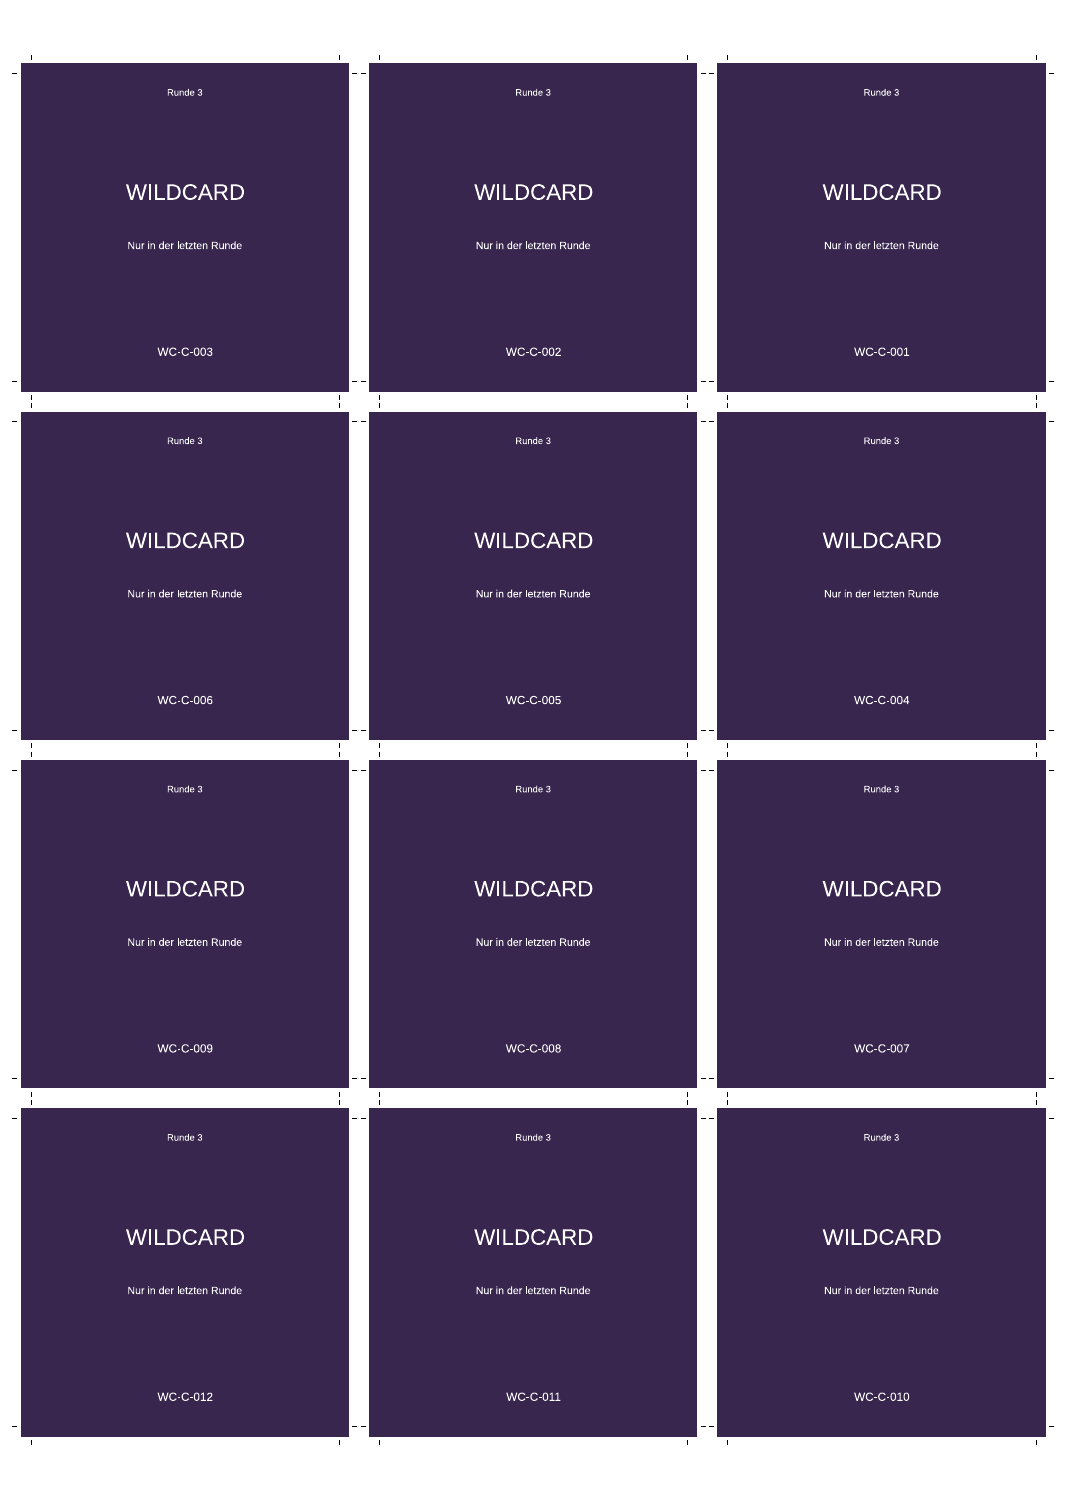 Runde 3
WILDCARD
Nur in der letzten Runde
WC-C-003
Runde 3
WILDCARD
Nur in der letzten Runde
WC-C-002
Runde 3
WILDCARD
Nur in der letzten Runde
WC-C-001
Runde 3
WILDCARD
Nur in der letzten Runde
WC-C-006
Runde 3
WILDCARD
Nur in der letzten Runde
WC-C-005
Runde 3
WILDCARD
Nur in der letzten Runde
WC-C-004
Runde 3
WILDCARD
Nur in der letzten Runde
WC-C-009
Runde 3
WILDCARD
Nur in der letzten Runde
WC-C-008
Runde 3
WILDCARD
Nur in der letzten Runde
WC-C-007
Runde 3
WILDCARD
Nur in der letzten Runde
WC-C-012
Runde 3
WILDCARD
Nur in der letzten Runde
WC-C-011
Runde 3
WILDCARD
Nur in der letzten Runde
WC-C-010